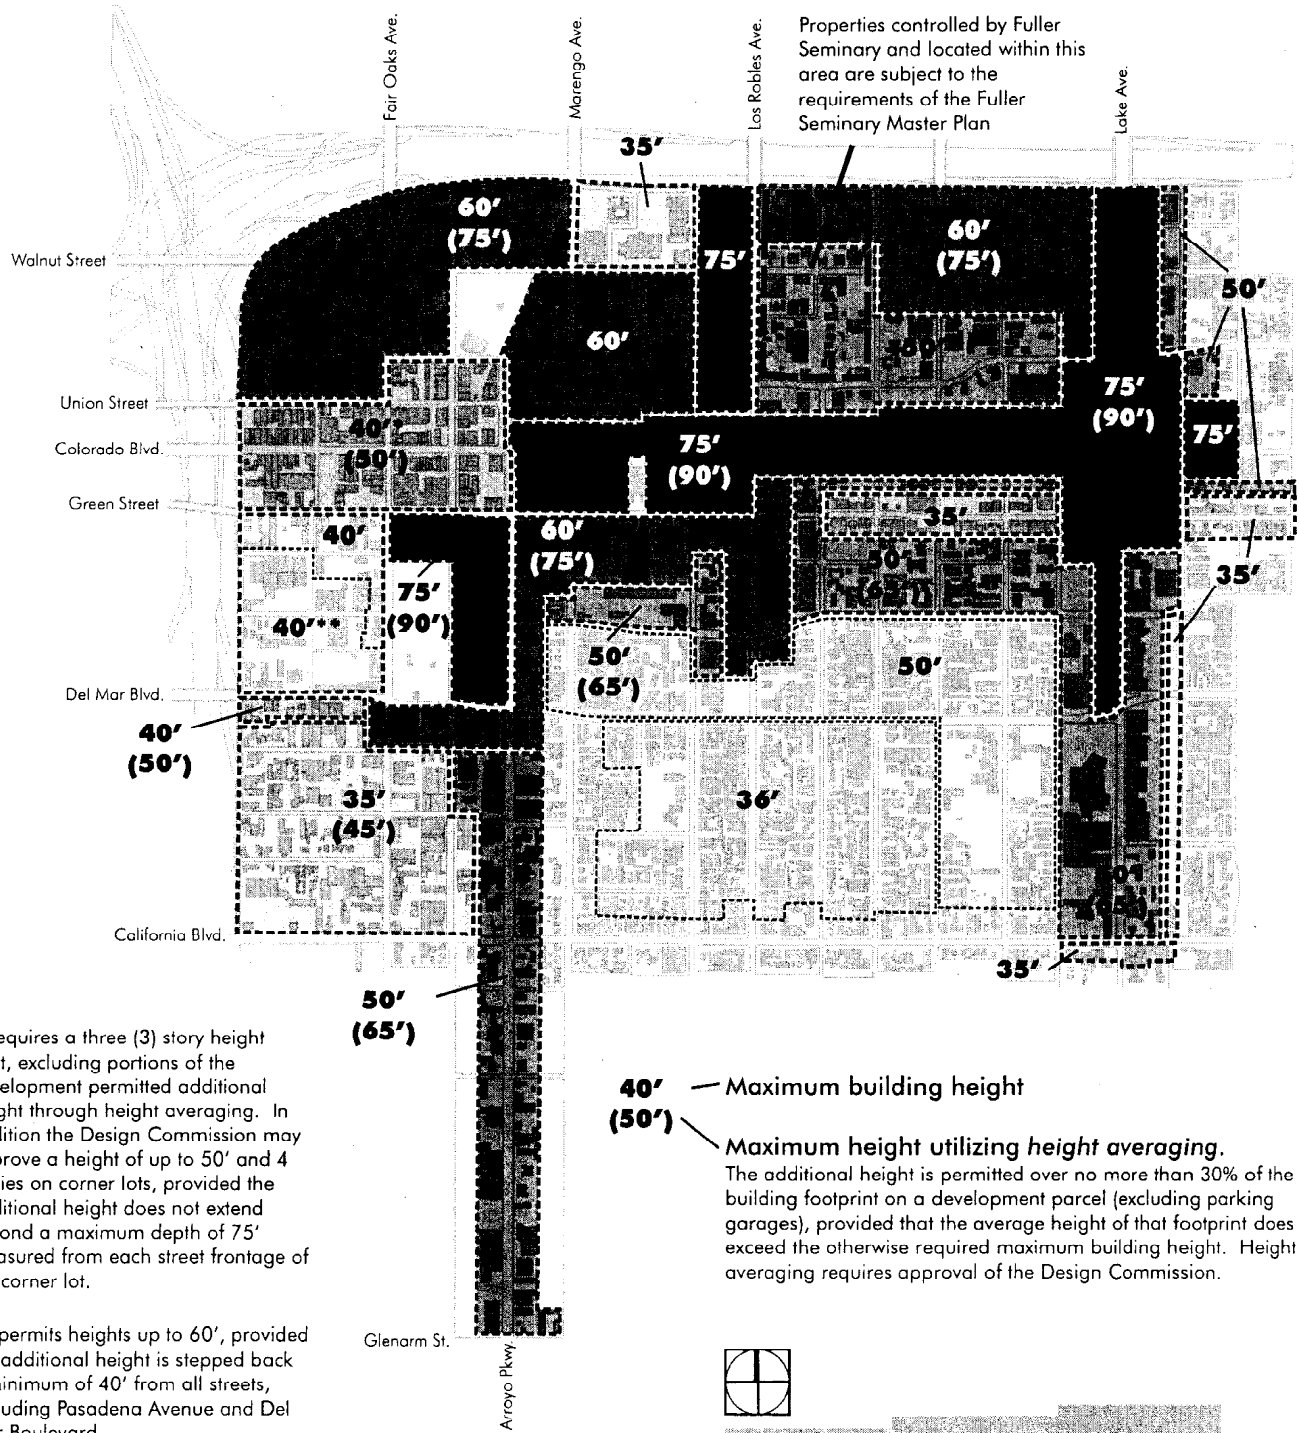 Fair Oaks Ave.
Marengo Ave.
Los Robles Ave.
Lake Ave.
Properties controlled by Fuller
Seminary and located within this
area are subject to the
requirements of the Fuller
Seminary Master Plan
35′
60′
(75′)
75′
60′
(75′)
Walnut Street
50′
60′
60′
75′
(90′)
Union Street
75′
40′*
(50′)
Colorado Blvd.
75′
(90′)
Green Street
40′
60′
(75′)
35′
50′
(65′)
75′
(90′)
35′
40′**
50′
(65′)
50′
Del Mar Blvd.
40′
(50′)
35′
(45′)
36′
California Blvd.
35′
50′
(65′)
equires a three (3) story height
t, excluding portions of the
elopment permitted additional
ght through height averaging. In
lition the Design Commission may
prove a height of up to 50′ and 4
ies on corner lots, provided the
litional height does not extend
ond a maximum depth of 75′
asured from each street frontage of
corner lot.
permits heights up to 60′, provided
additional height is stepped back
inimum of 40′ from all streets,
uding Pasadena Avenue and Del
r Boulevard
40′
(50′)
Maximum building height
Maximum height utilizing height averaging.
The additional height is permitted over no more than 30% of the
building footprint on a development parcel (excluding parking
garages), provided that the average height of that footprint does
exceed the otherwise required maximum building height. Height
averaging requires approval of the Design Commission.
Glenarm St.
Arroyo Pkwy.